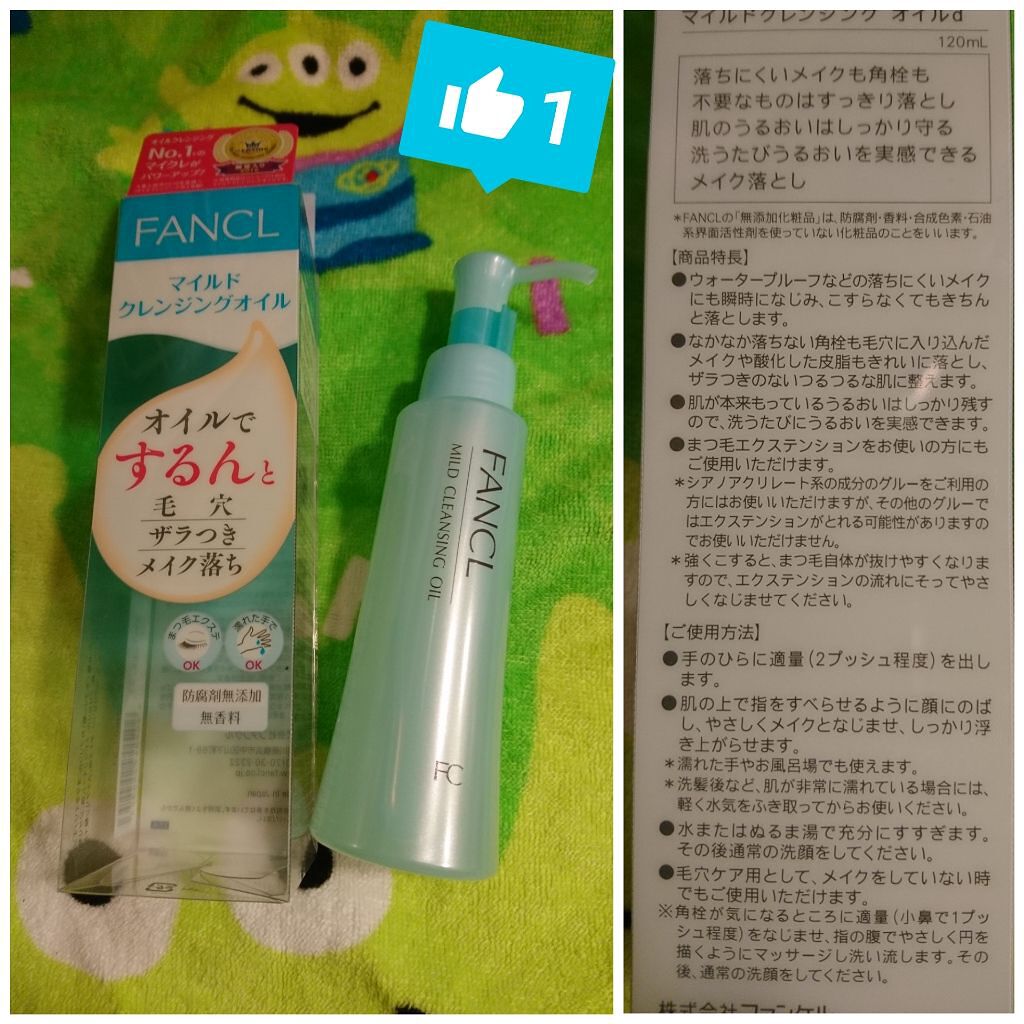 1
オイルクレンジング
No.1の
マイクレが
パワーアップ!
FANCL
マイルド
クレンジングオイル
オイルで
するんと
毛穴
ザラつき
メイク落ち
まつ毛エクステ
OK
濡れた手で
OK
防腐剤無添加
無香料
FANCL
MILD CLEANSING OIL
FC
マイルドクレンジング オイルd
120mL
落ちにくいメイクも角栓も
不要なものはすっきり落とし
肌のうるおいはしっかり守る
洗うたびうるおいを実感できる
メイク落とし
*FANCLの「無添加化粧品」は、防腐剤・香料・合成色素・石油
系界面活性剤を使っていない化粧品のことをいいます。
【商品特長】
●ウォータープルーフなどの落ちにくいメイク
にも瞬時になじみ、こすらなくてもきちん
と落とします。
●なかなか落ちない角栓も毛穴に入り込んだ
メイクや酸化した皮脂もきれいに落とし、
ザラつきのないつるつるな肌に整えます。
●肌が本来もっているうるおいはしっかり残す
ので、洗うたびにうるおいを実感できます。
●まつ毛エクステンションをお使いの方にも
ご使用いただけます。
*シアノアクリレート系の成分のグルーをご利用の
方にはお使いいただけますが、その他のグルーで
はエクステンションがとれる可能性がありますの
でお使いいただけません。
*強くこすると、まつ毛自体が抜けやすくなりま
すので、エクステンションの流れにそってやさ
しくなじませてください。
【ご使用方法】
●手のひらに適量(2プッシュ程度)を出し
ます。
●肌の上で指をすべらせるように顔にのば
し、やさしくメイクとなじませ、しっかり浮
き上がらせます。
*濡れた手やお風呂場でも使えます。
*洗髪後など、肌が非常に濡れている場合には、
軽く水気をふき取ってからお使いください。
●水またはぬるま湯で充分にすすぎます。
その後通常の洗顔をしてください。
●毛穴ケア用として、メイクをしていない時
でもご使用いただけます。
※角栓が気になるところに適量(小鼻で1プッ
シュ程度)をなじませ、指の腹でやさしく円を
描くようにマッサージし洗い流します。その
後、通常の洗顔をしてください。
株式会社ファンケル